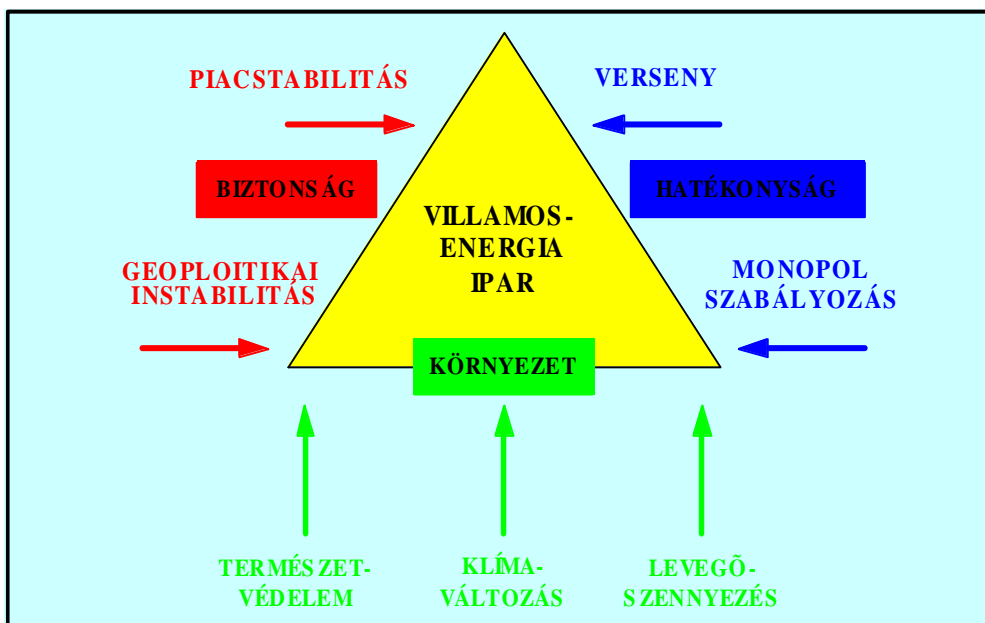 PIACSTABILITÁS
VERSENY
BIZTONSÁG
HATÉKONYSÁG
VILLAMOS-
ENERGIA
IPAR
GEOPLOITIKAI
INSTABILITÁS
MONOPOL
SZABÁLYOZÁS
KÖRNYEZET
TERMÉSZET-
VÉDELEM
KLÍMA-
VÁLTOZÁS
LEVEGÕ-
SZENNYEZÉS